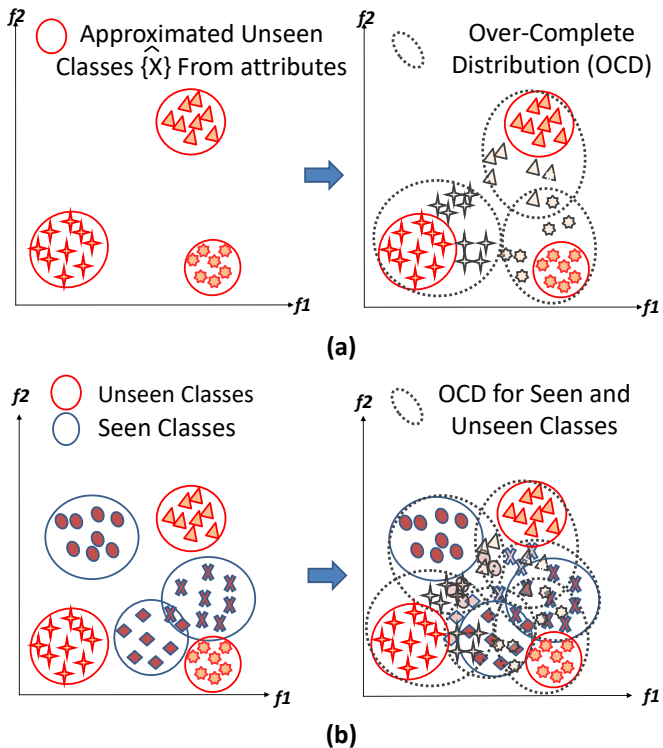 f2
Approximated Unseen
Classes {X̂} From attributes
f1
f2
Over-Complete
Distribution (OCD)
f1
(a)
f2
Unseen Classes
Seen Classes
f1
f2
OCD for Seen and
Unseen Classes
f1
(b)